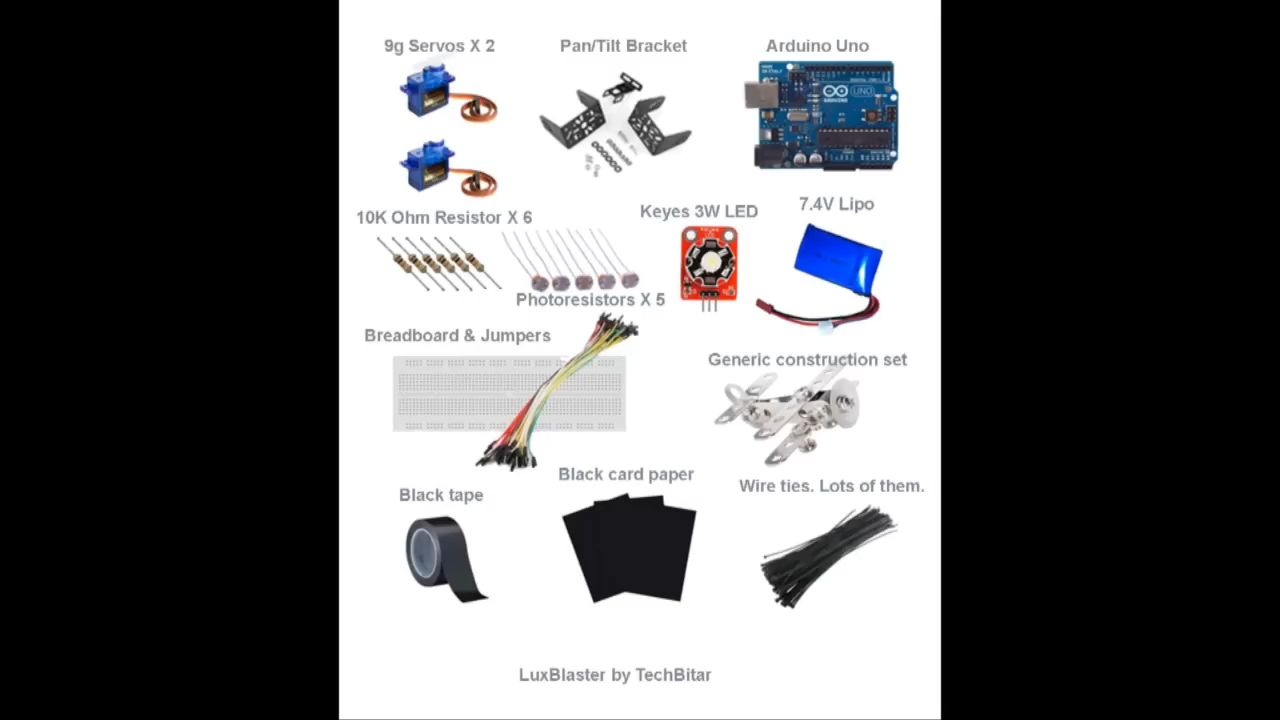 9g Servos X 2
Pan/Tilt Bracket
Arduino Uno
UNO
ARDUINO
10K Ohm Resistor X 6
Photoresistors X 5
Keyes 3W LED
7.4V Lipo
Breadboard & Jumpers
Generic construction set
Black tape
Black card paper
Wire ties. Lots of them.
LuxBlaster by TechBitar